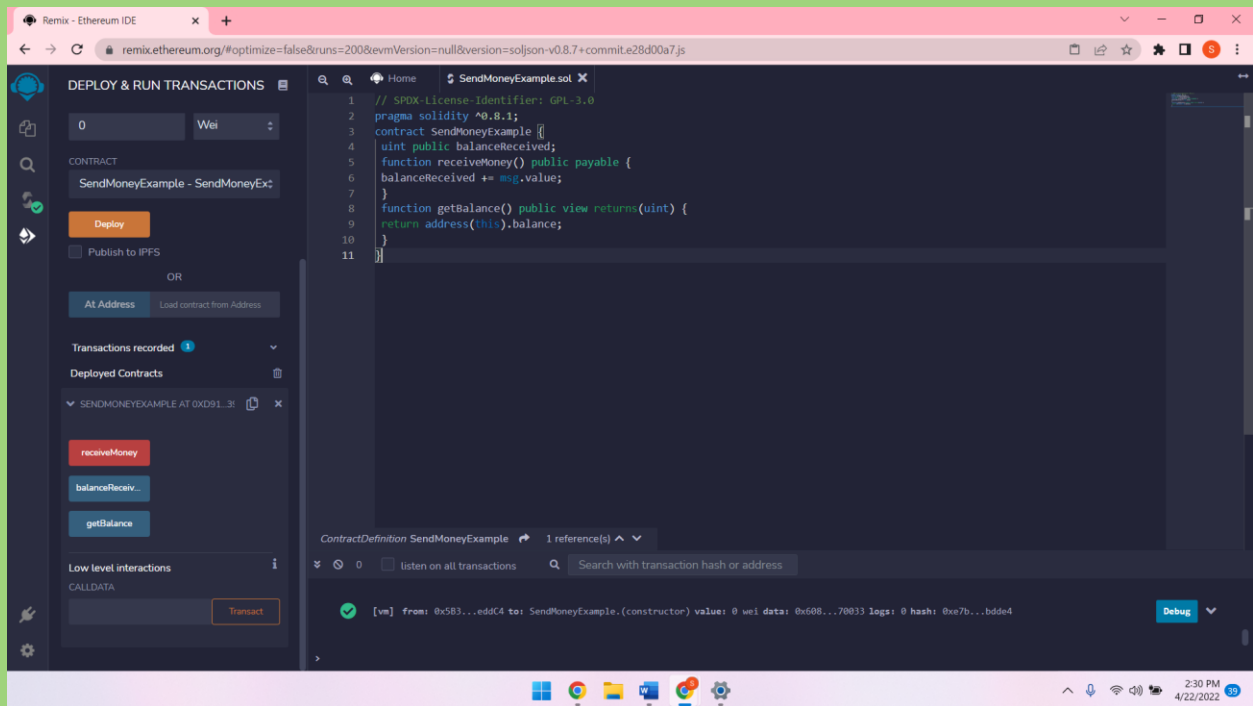 Remix - Ethereum IDE
remix.ethereum.org/#optimize=false&runs=200&evmVersion=null&version=soljson-v0.8.7+commit.e28d00a7.js
S
DEPLOY & RUN TRANSACTIONS
0 Wei
CONTRACT
SendMoneyExample - SendMoneyEx
Deploy
Publish to IPFS
OR
At Address Load contract from Address
Transactions recorded 1
Deployed Contracts
SENDMONEYEXAMPLE AT 0XD91...3
receiveMoney
balanceReceiv...
getBalance
Low level interactions i
CALLDATA
Transact
Home SendMoneyExample.sol
1 // SPDX-License-Identifier: GPL-3.0
2 pragma solidity ^0.8.1;
3 contract SendMoneyExample {
4 uint public balanceReceived;
5 function receiveMoney() public payable {
6 balanceReceived += msg.value;
7 }
8 function getBalance() public view returns(uint) {
9 return address(this).balance;
10 }
11 }
ContractDefinition SendMoneyExample 1 reference(s)
0 listen on all transactions Search with transaction hash or address
[vm] from: 0x5B3...eddC4 to: SendMoneyExample.(constructor) value: 0 wei data: 0x608...70033 logs: 0 hash: 0xe7b...bdde4
Debug
>
2:30 PM
4/22/2022
39